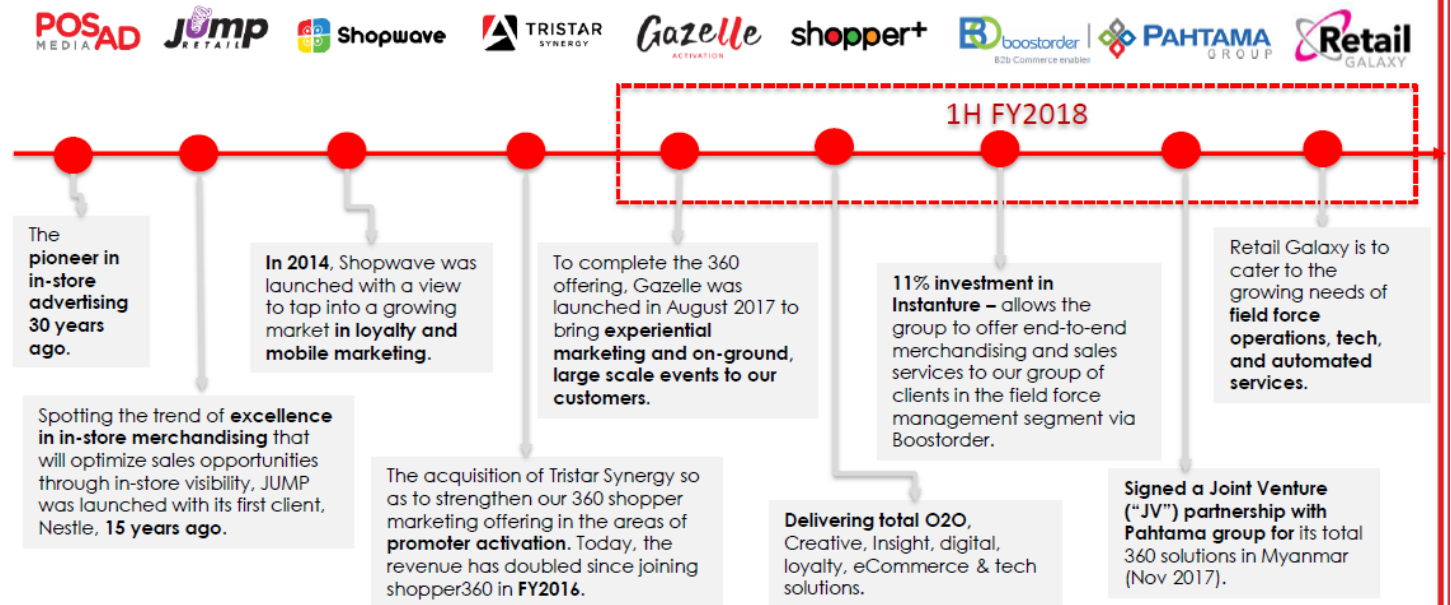 POSAD
MEDIA
JUMP
RETAIL
Shopwave
TRISTAR
SYNERGY
Gazelle
ACTIVATION
shopper+
BO boostorder
B2b Commerce enabler
PAHTAMA
GROUP
Retail
GALAXY
1H FY2018
The
pioneer in
in-store
advertising
30 years
ago.
Spotting the trend of excellence
in in-store merchandising that
will optimize sales opportunities
through in-store visibility, JUMP
was launched with its first client,
Nestle, 15 years ago.
In 2014, Shopwave was
launched with a view
to tap into a growing
market in loyalty and
mobile marketing.
The acquisition of Tristar Synergy so
as to strengthen our 360 shopper
marketing offering in the areas of
promoter activation. Today, the
revenue has doubled since joining
shopper360 in FY2016.
To complete the 360
offering, Gazelle was
launched in August 2017 to
bring experiential
marketing and on-ground,
large scale events to our
customers.
Delivering total O2O,
Creative, Insight, digital,
loyalty, eCommerce & tech
solutions.
11% investment in
Instanture – allows the
group to offer end-to-end
merchandising and sales
services to our group of
clients in the field force
management segment via
Boostorder.
Signed a Joint Venture
(“JV”) partnership with
Pahtama group for its total
360 solutions in Myanmar
(Nov 2017).
Retail Galaxy is to
cater to the
growing needs of
field force
operations, tech,
and automated
services.